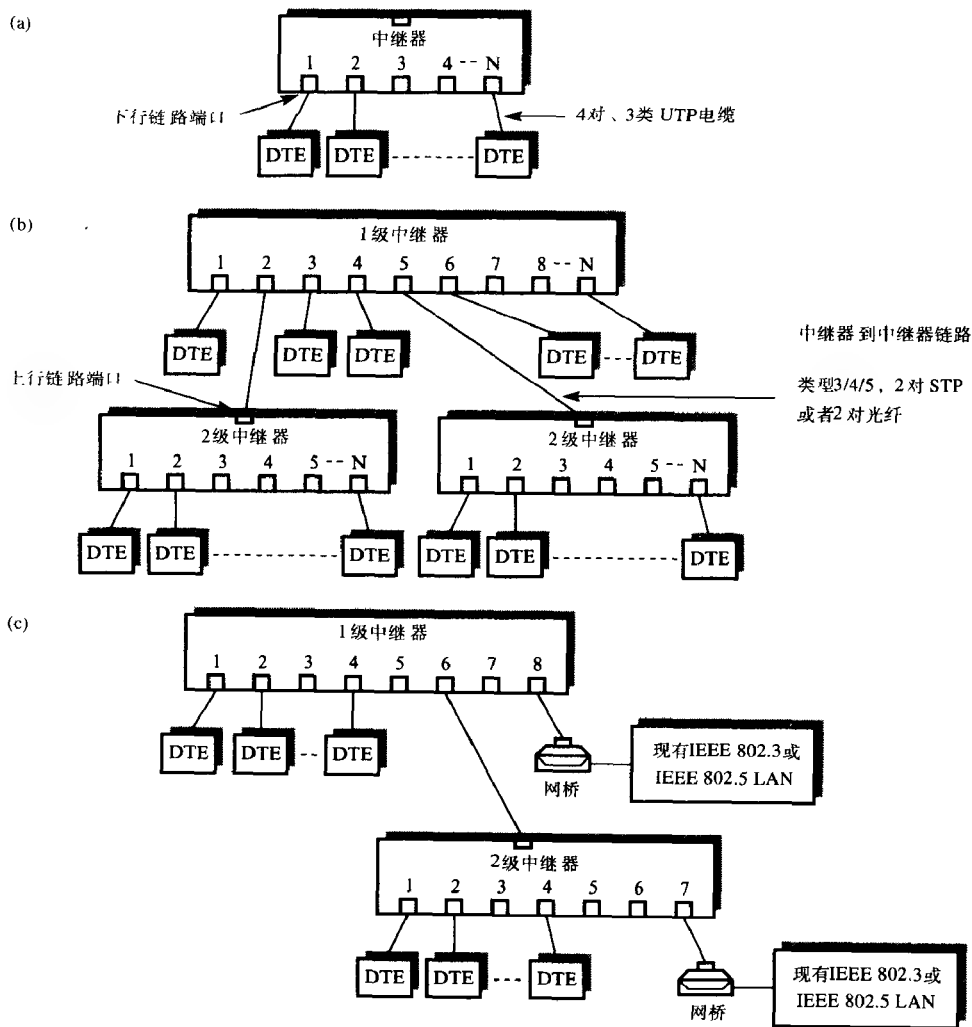 (a)
中继器
1 2 3 4 -- N
下行链路端口
4对、3类 UTP电缆
DTE DTE DTE
(b)
1级中继器
1 2 3 4 5 6 7 8 -- N
DTE DTE DTE DTE DTE
中继器到中继器链路
上行链路端口
类型3/4/5，2对 STP
或者2对光纤
2级中继器 2级中继器
1 2 3 4 5 -- N 1 2 3 4 5 -- N
DTE DTE DTE DTE DTE DTE
(c)
1级中继器
1 2 3 4 5 6 7 8
DTE DTE DTE
现有IEEE 802.3或
IEEE 802.5 LAN
网桥
2级中继器
1 2 3 4 5 6 7
DTE DTE DTE
现有IEEE 802.3或
IEEE 802.5 LAN
网桥